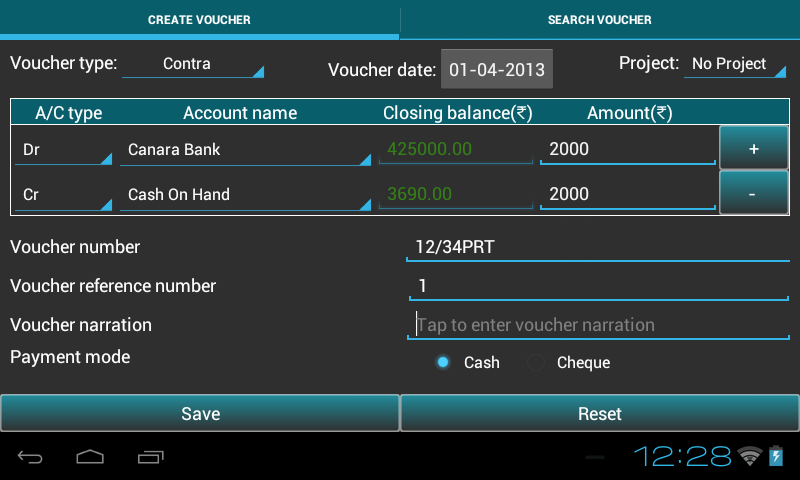 CREATE VOUCHER SEARCH VOUCHER
Voucher type: Contra Voucher date: 01-04-2013 Project: No Project
A/C type Account name Closing balance(₹) Amount(₹)
Dr Canara Bank 425000.00 2000 +
Cr Cash On Hand 3690.00 2000 -
Voucher number 12/34PRT
Voucher reference number 1
Voucher narration Tap to enter voucher narration
Payment mode Cash Cheque
Save Reset
12:28